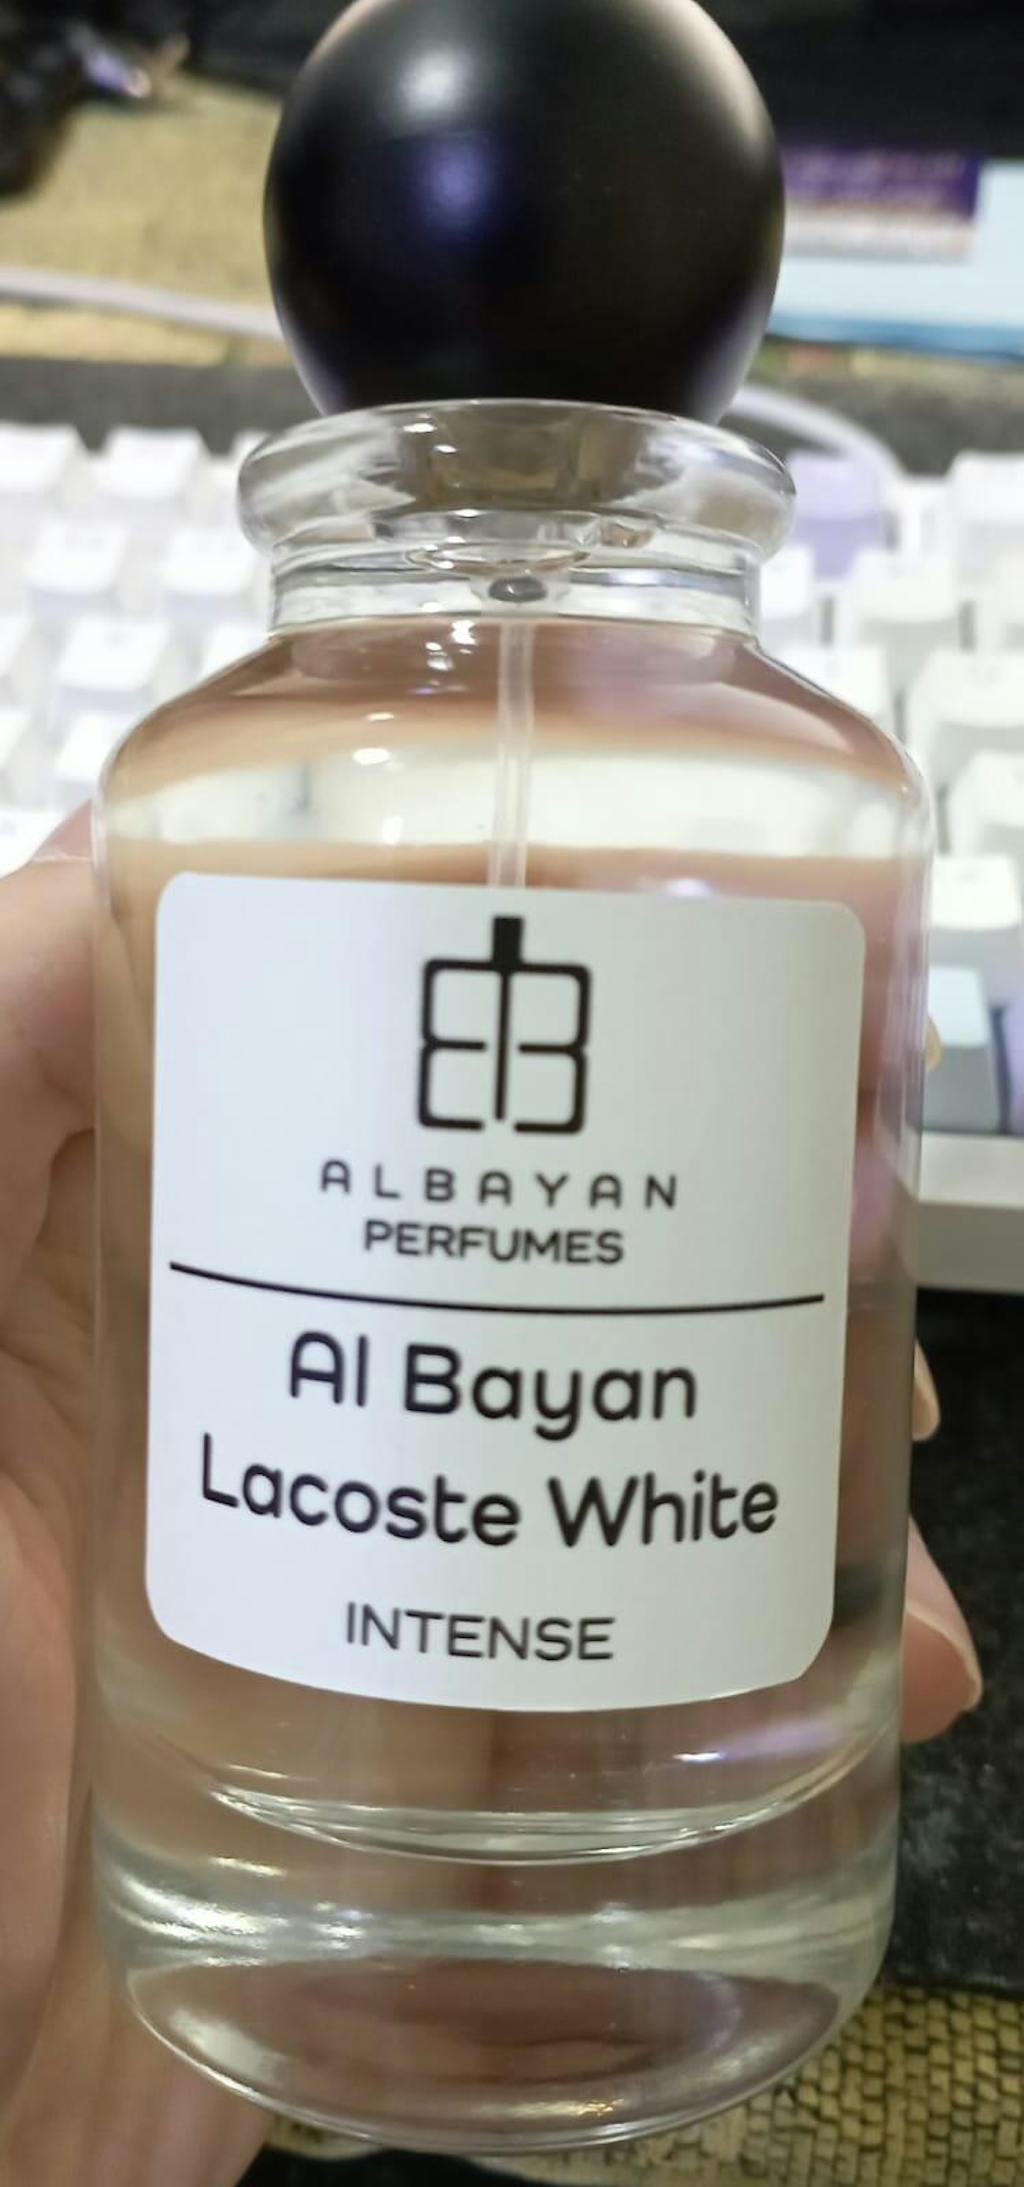 ALBAYAN
PERFUMES
Al Bayan
Lacoste White
INTENSE